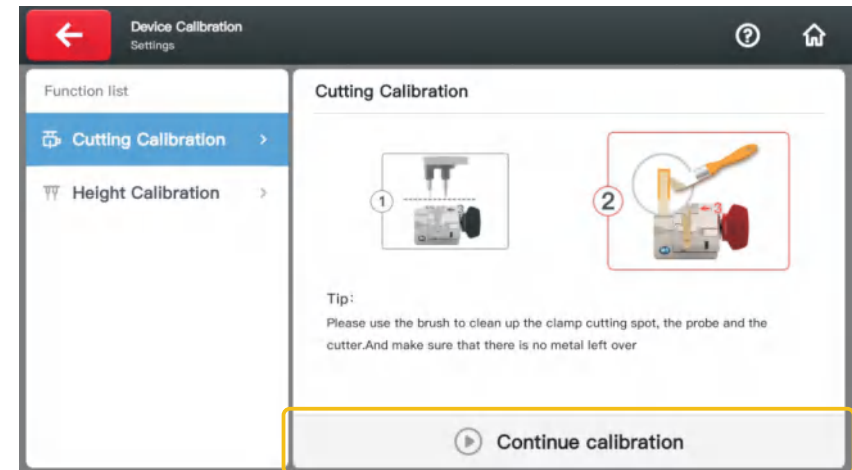 Device Calibration
Settings
Function list
Cutting Calibration
Height Calibration
Cutting Calibration
1
2
3
Tip:
Please use the brush to clean up the clamp cutting spot, the probe and the
cutter.And make sure that there is no metal left over
Continue calibration